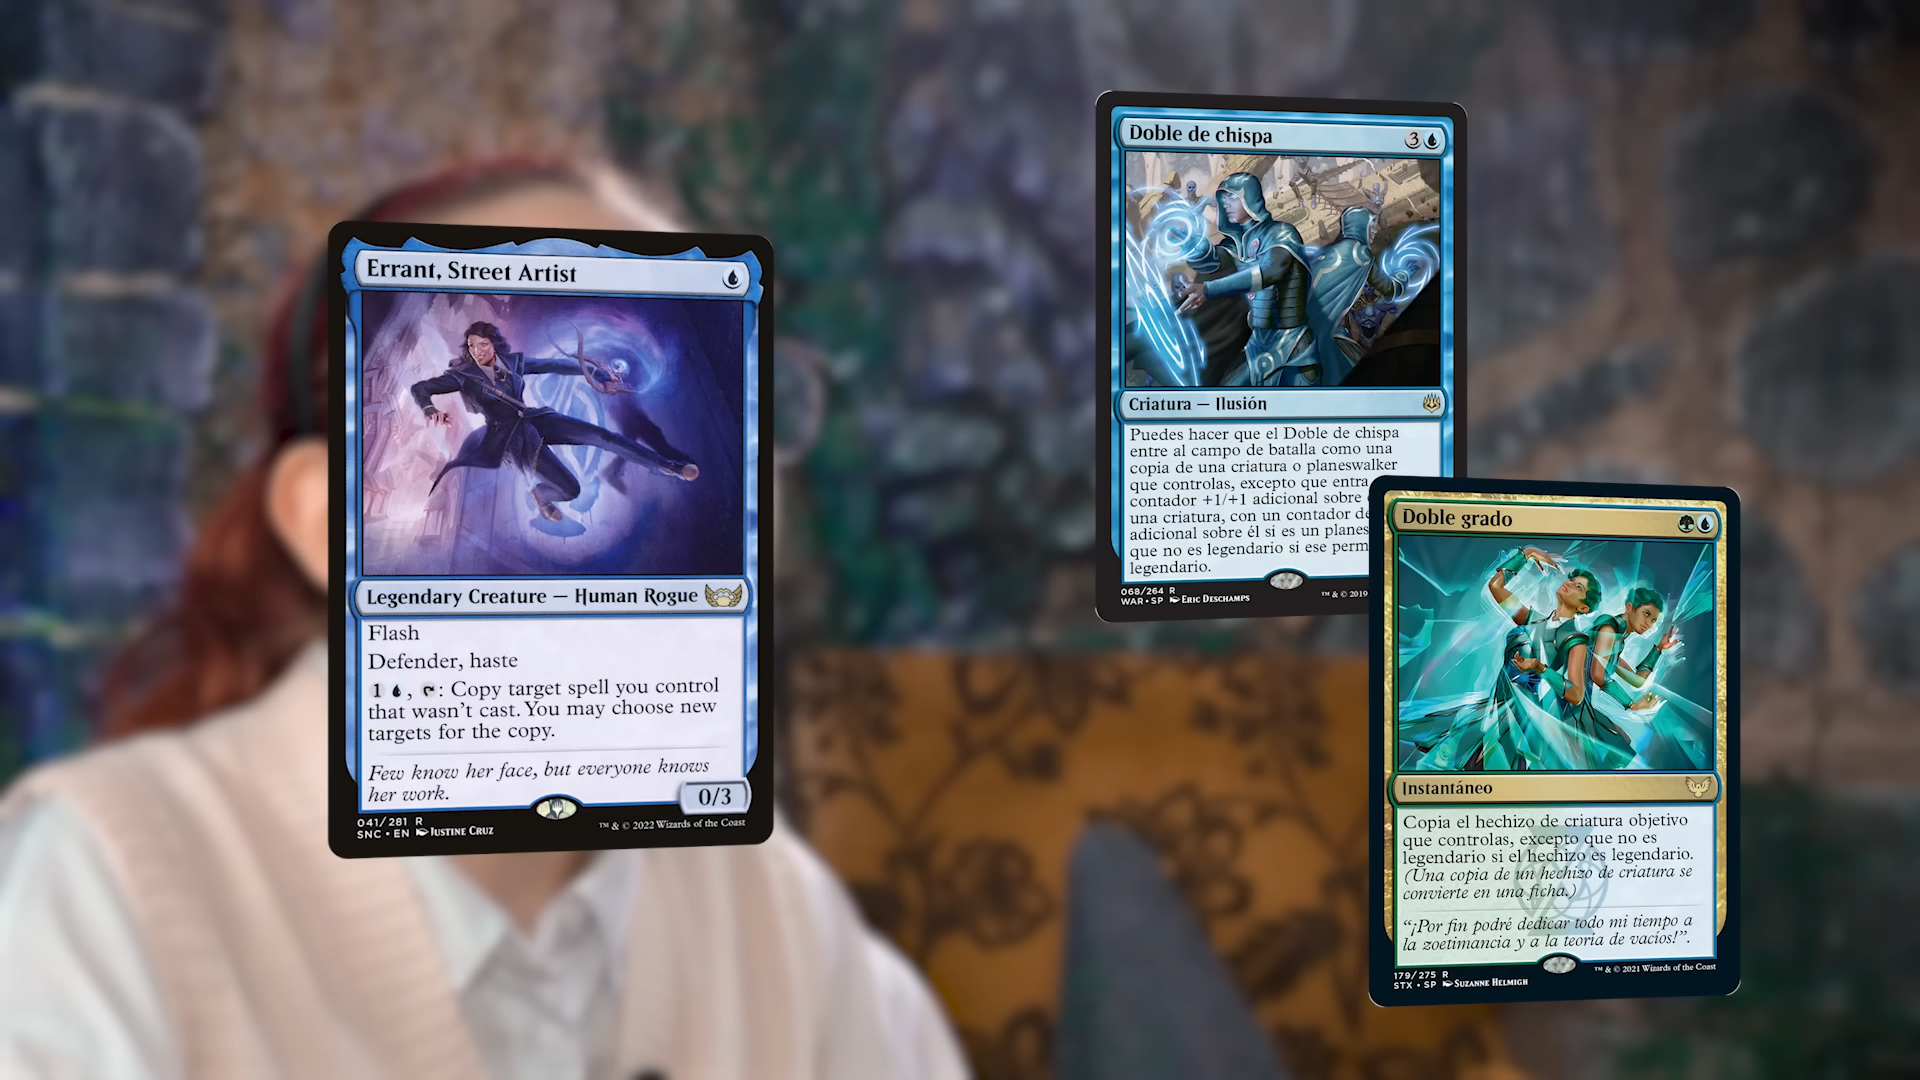 Errant, Street Artist
Legendary Creature — Human Rogue
Flash
Defender, haste
1 , : Copy target spell you control
that wasn't cast. You may choose new
targets for the copy.
Few know her face, but everyone knows
her work.
0/3
041/281 R
SNC • EN Justine Cruz
™ & © 2022 Wizards of the Coast
Doble de chispa
3
Criatura — Ilusión
Puedes hacer que el Doble de chispa
entre al campo de batalla como una
copia de una criatura o planeswalker
que controlas, excepto que entra
contador +1/+1 adicional sobre
una criatura, con un contador de
adicional sobre él si es un planes
que no es legendario si ese perm
legendario.
068/264 R
WAR • SP Eric Deschamps
™ & © 2019
Doble grado
Instantáneo
Copia el hechizo de criatura objetivo
que controlas, excepto que no es
legendario si el hechizo es legendario.
(Una copia de un hechizo de criatura se
convierte en una ficha.)
“¡Por fin podré dedicar todo mi tiempo a
la zoetimancia y a la teoría de vacíos!”.
179/275 R
STX • SP Suzanne Helmigh
™ & © 2021 Wizards of the Coast